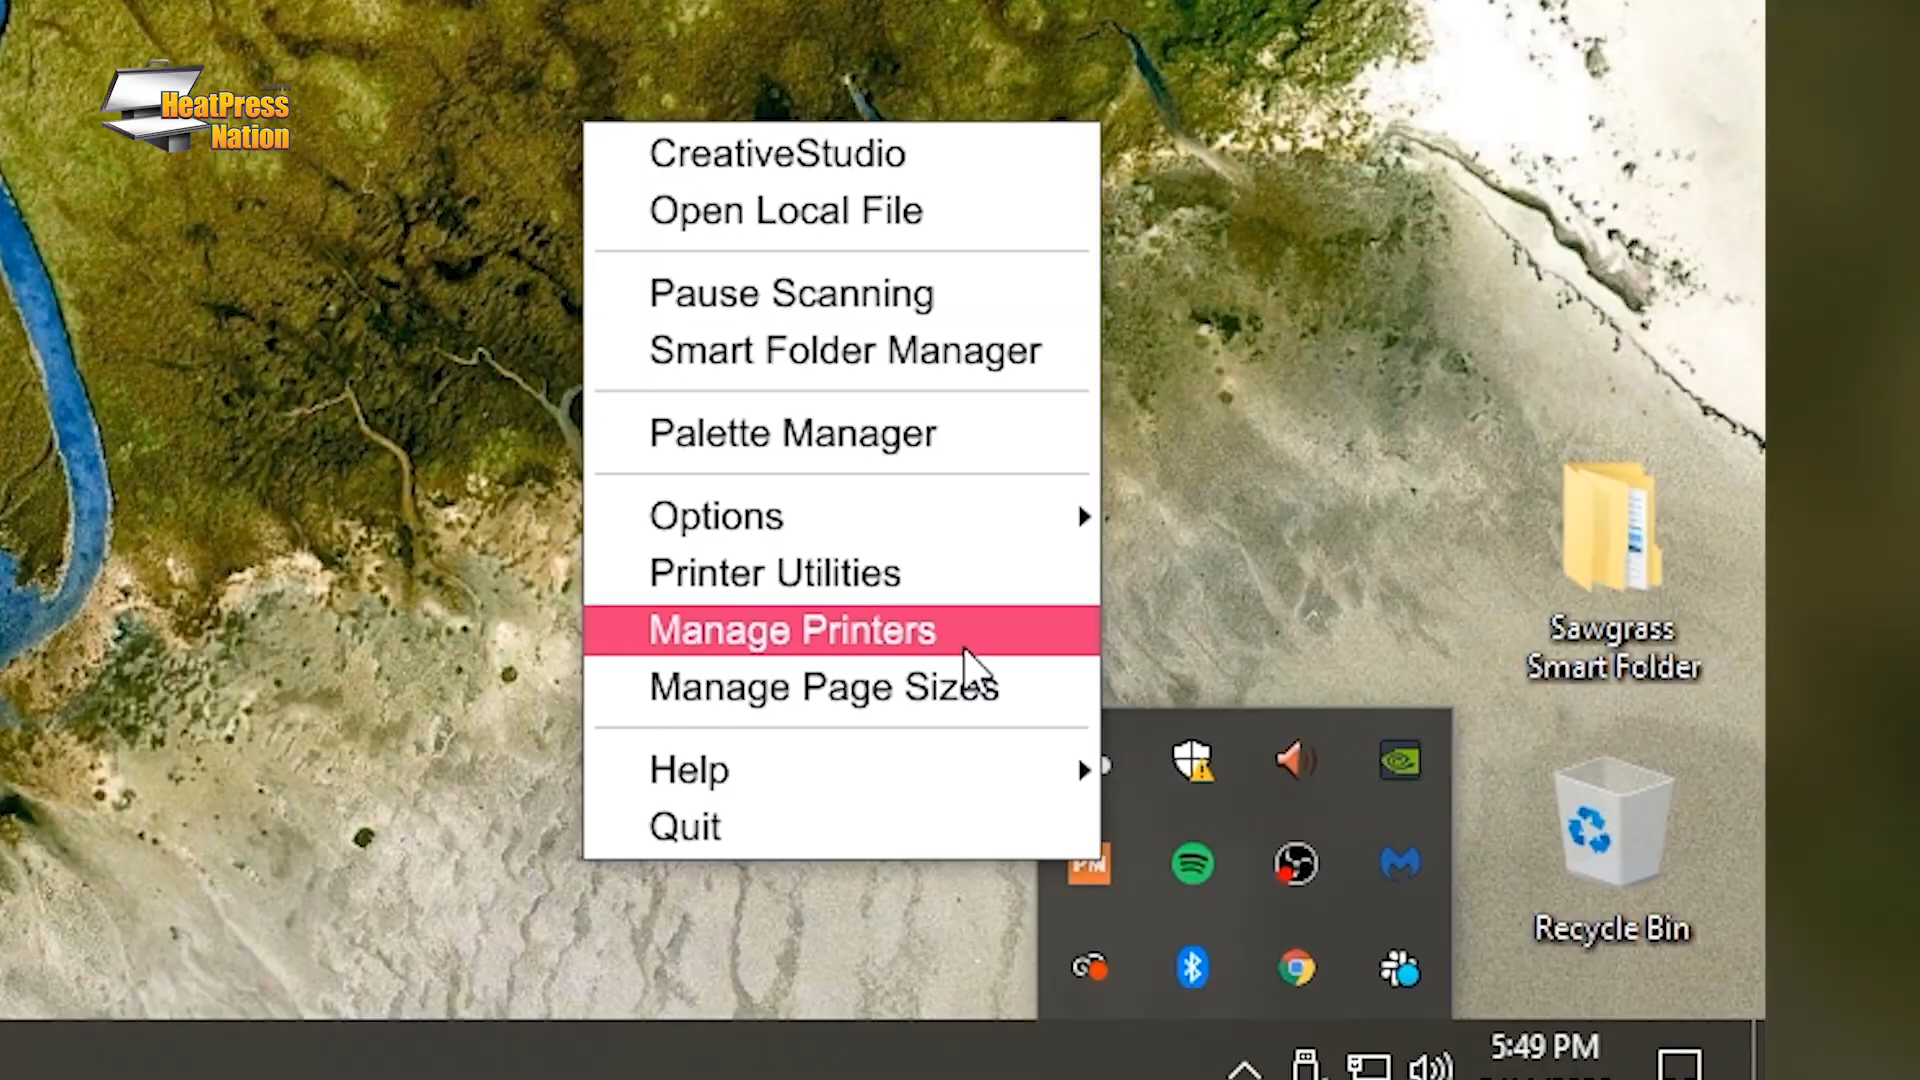 HeatPress
Nation
CreativeStudio
Open Local File
Pause Scanning
Smart Folder Manager
Palette Manager
Options
Printer Utilities
Manage Printers
Manage Page Sizes
Help
Quit
Sawgrass
Smart Folder
PM
Recycle Bin
5:49 PM